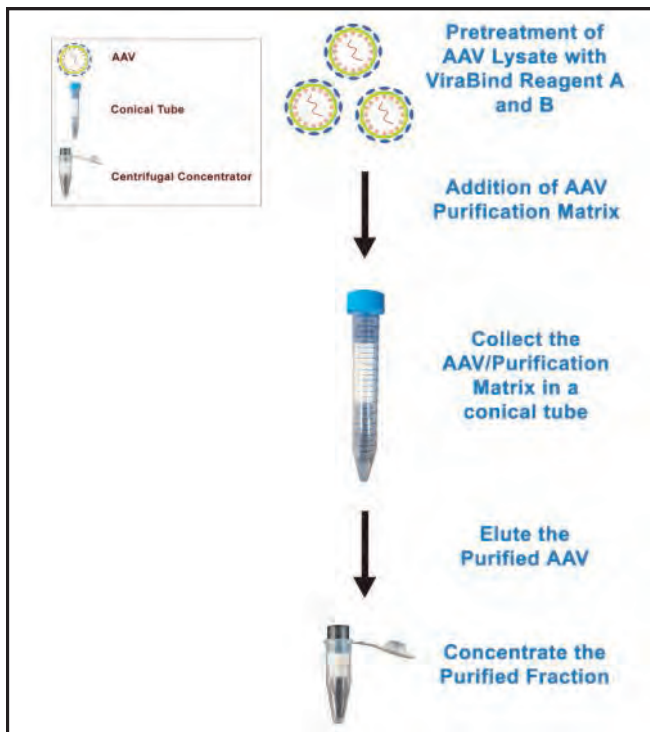 AAV
Conical Tube
Centrifugal Concentrator
Pretreatment of
AAV Lysate with
ViraBind Reagent A
and B
Addition of AAV
Purification Matrix
Collect the
AAV/Purification
Matrix in a
conical tube
Elute the
Purified AAV
Concentrate the
Purified Fraction